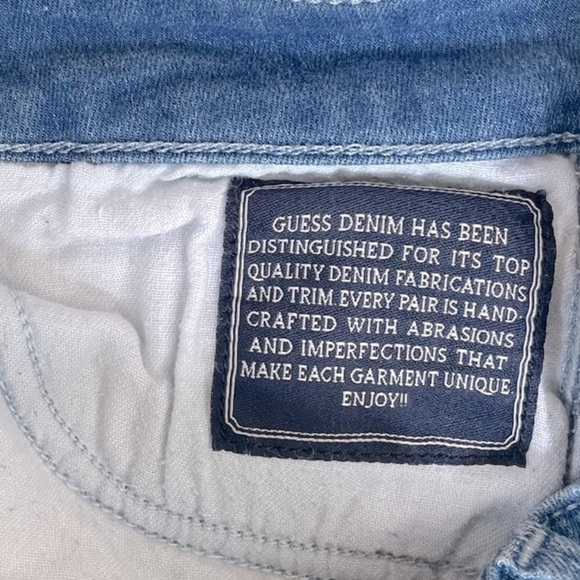 GUESS DENIM HAS BEEN
DISTINGUISHED FOR ITS TOP
QUALITY DENIM FABRICATIONS
AND TRIM. EVERY PAIR IS HAND-
CRAFTED WITH ABRASIONS
AND IMPERFECTIONS THAT
MAKE EACH GARMENT UNIQUE.
ENJOY!!